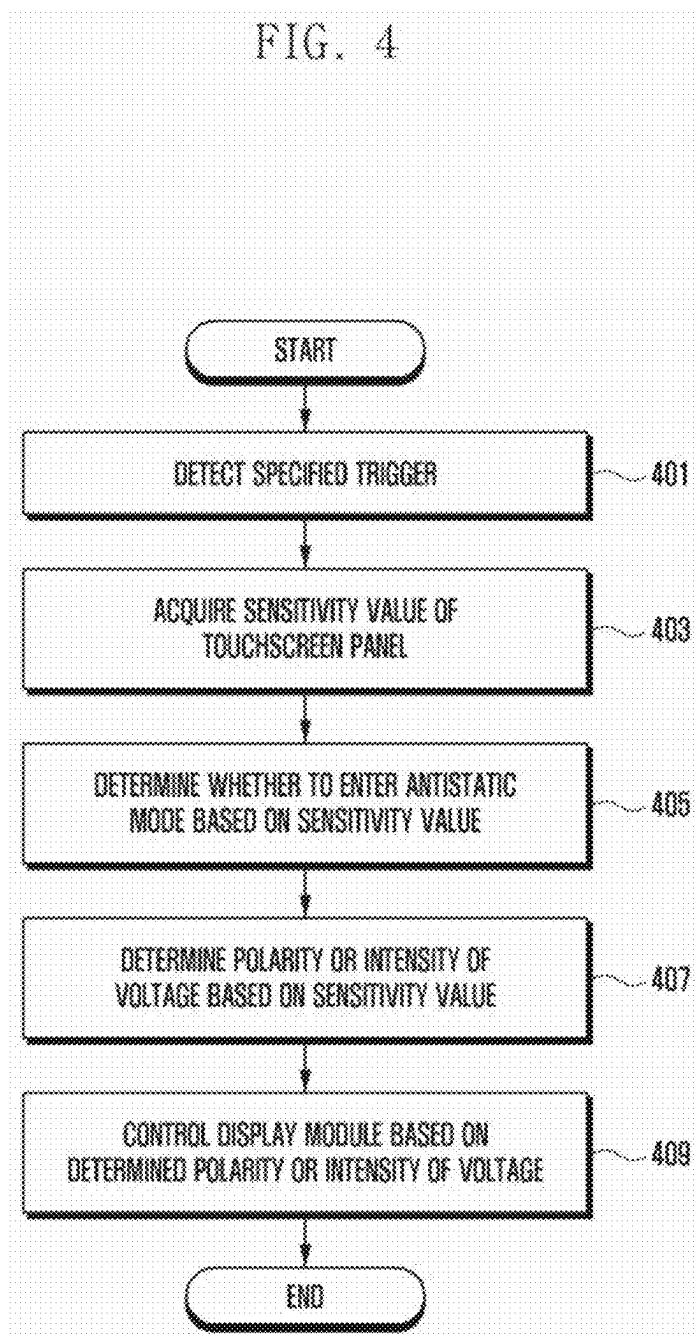 FIG. 4
START
DETECT SPECIFIED TRIGGER
401
ACQUIRE SENSITIVITY VALUE OF
TOUCHSCREEN PANEL
403
DETERMINE WHETHER TO ENTER ANTISTATIC
MODE BASED ON SENSITIVITY VALUE
405
DETERMINE POLARITY OR INTENSITY OF
VOLTAGE BASED ON SENSITIVITY VALUE
407
CONTROL DISPLAY MODULE BASED ON
DETERMINED POLARITY OR INTENSITY OF VOLTAGE
409
END